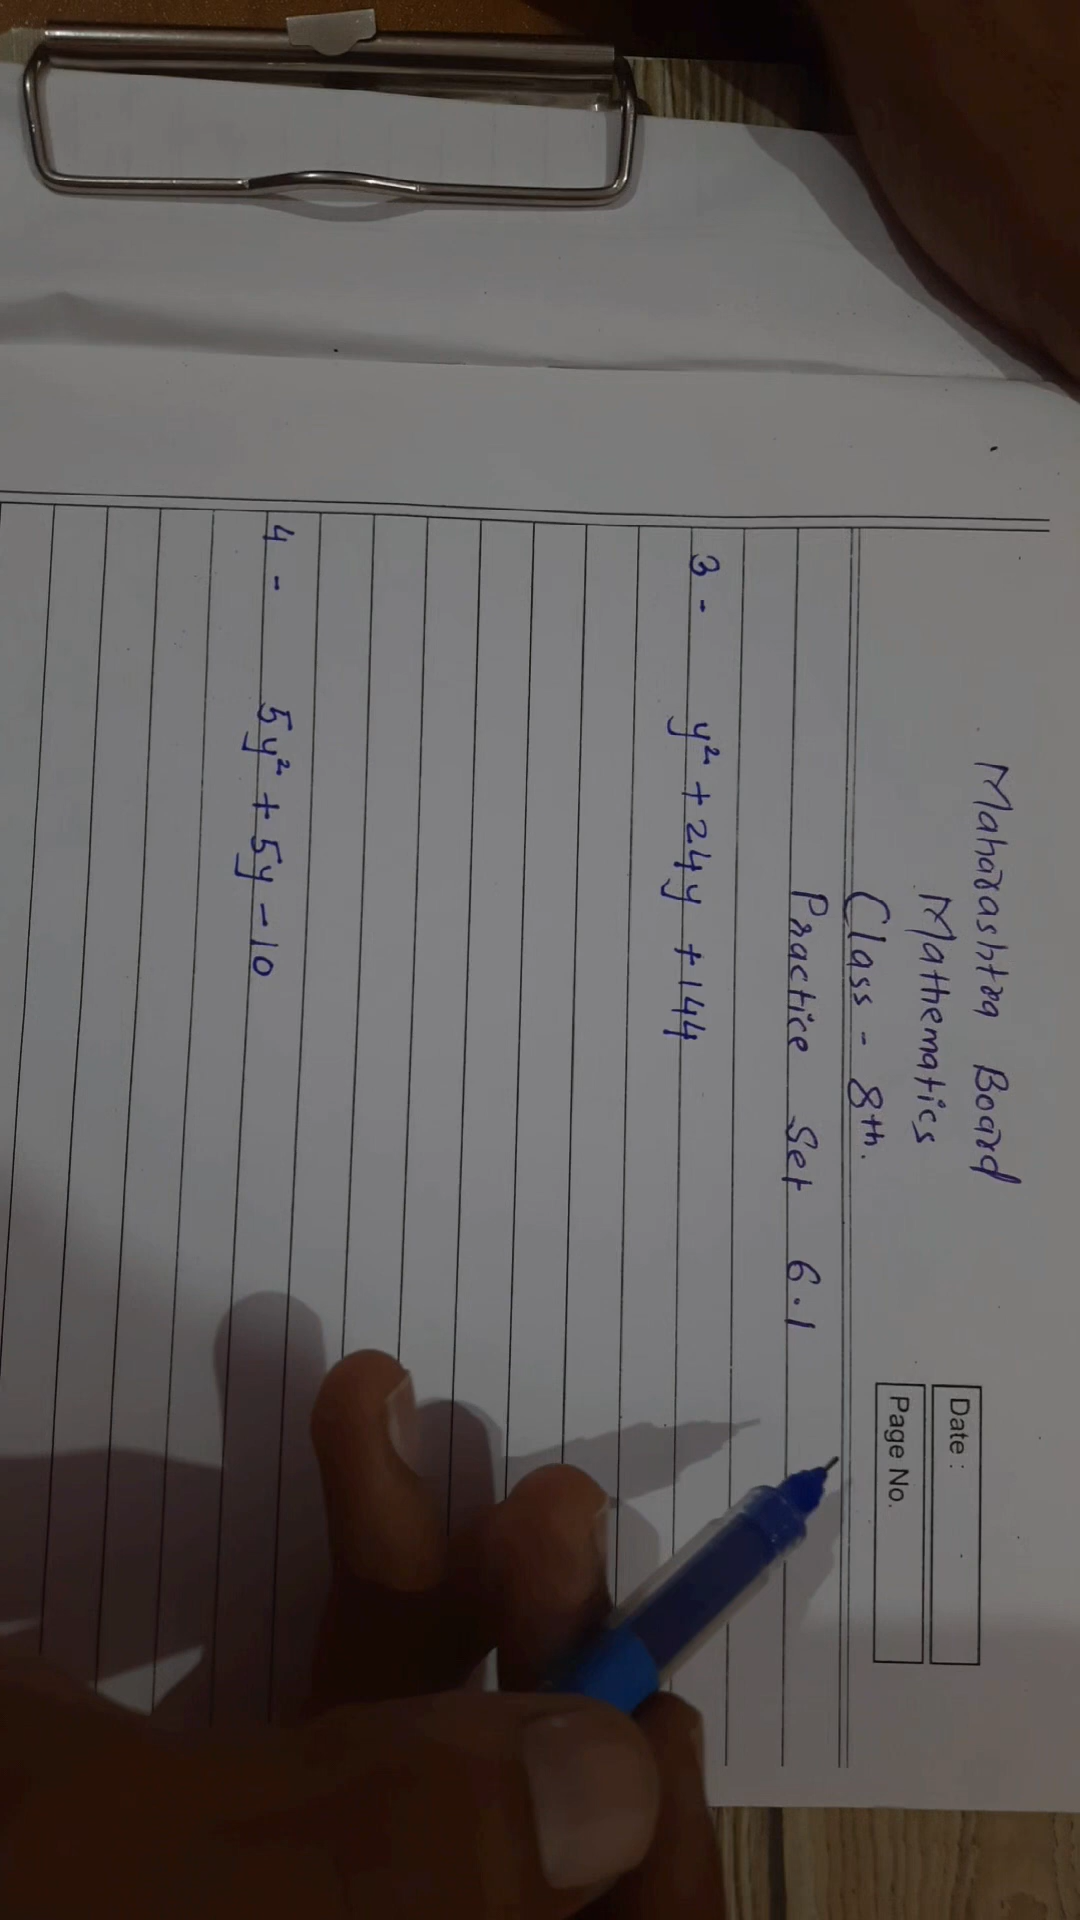 Maharashtra Board
Mathematics
Class - 8th.
Date :
Page No.
Practice Set 6.1
3 - y² + 24y + 144
4 - 5y² + 5y - 10